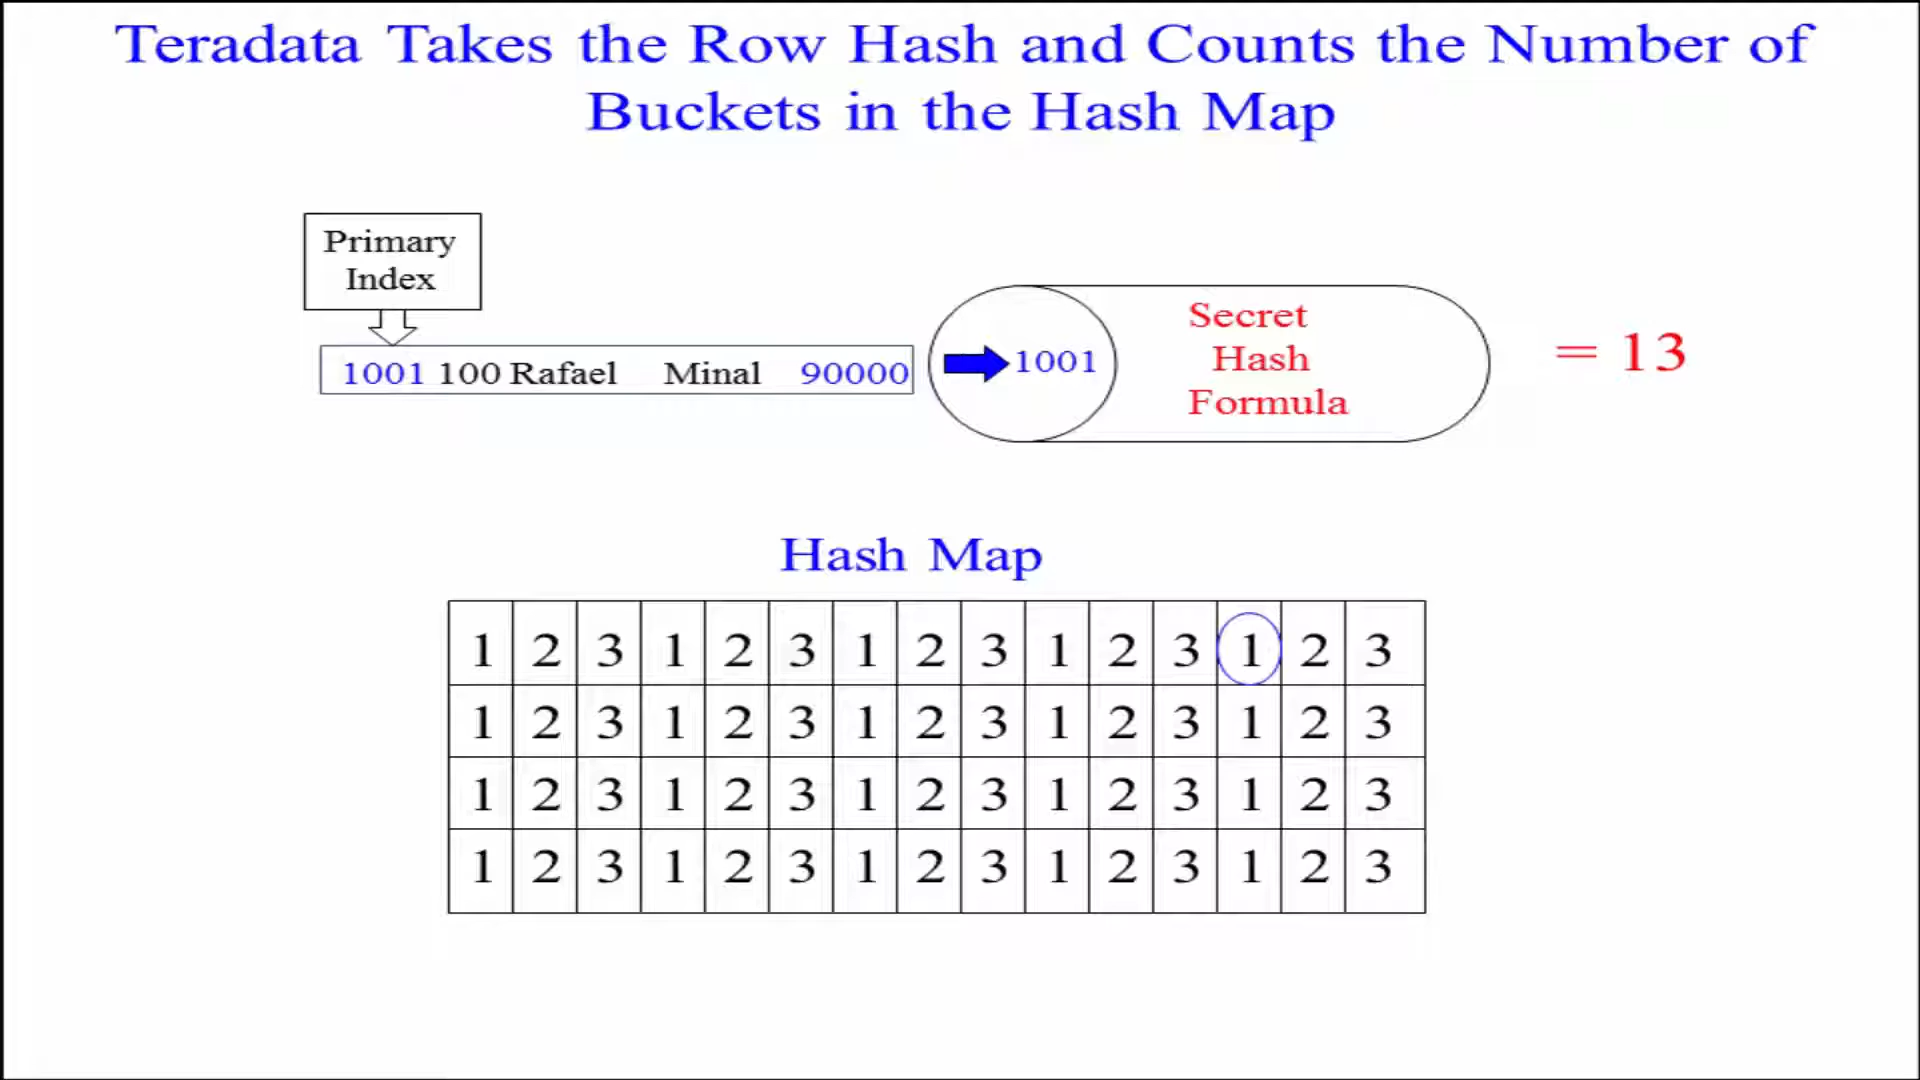 Teradata Takes the Row Hash and Counts the Number of
Buckets in the Hash Map
Primary
Index
1001 100 Rafael Minal 90000
1001
Secret
Hash
Formula
= 13
Hash Map
1 2 3 1 2 3 1 2 3 1 2 3 1 2 3
1 2 3 1 2 3 1 2 3 1 2 3 1 2 3
1 2 3 1 2 3 1 2 3 1 2 3 1 2 3
1 2 3 1 2 3 1 2 3 1 2 3 1 2 3